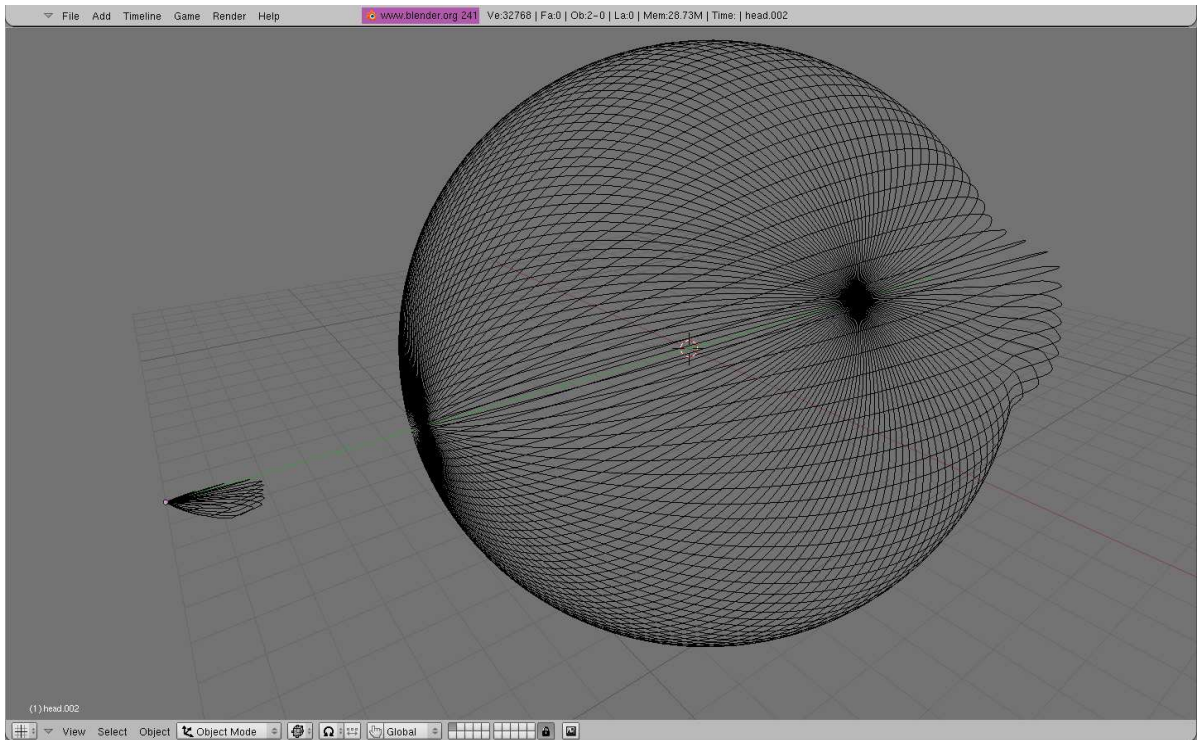 File Add Timeline Game Render Help www.blender.org 241 Ve:32768 | Fa:0 | Ob:2-0 | La:0 | Mem:28.73M | Time: | head.002
(1) head.002
View Select Object Object Mode Global